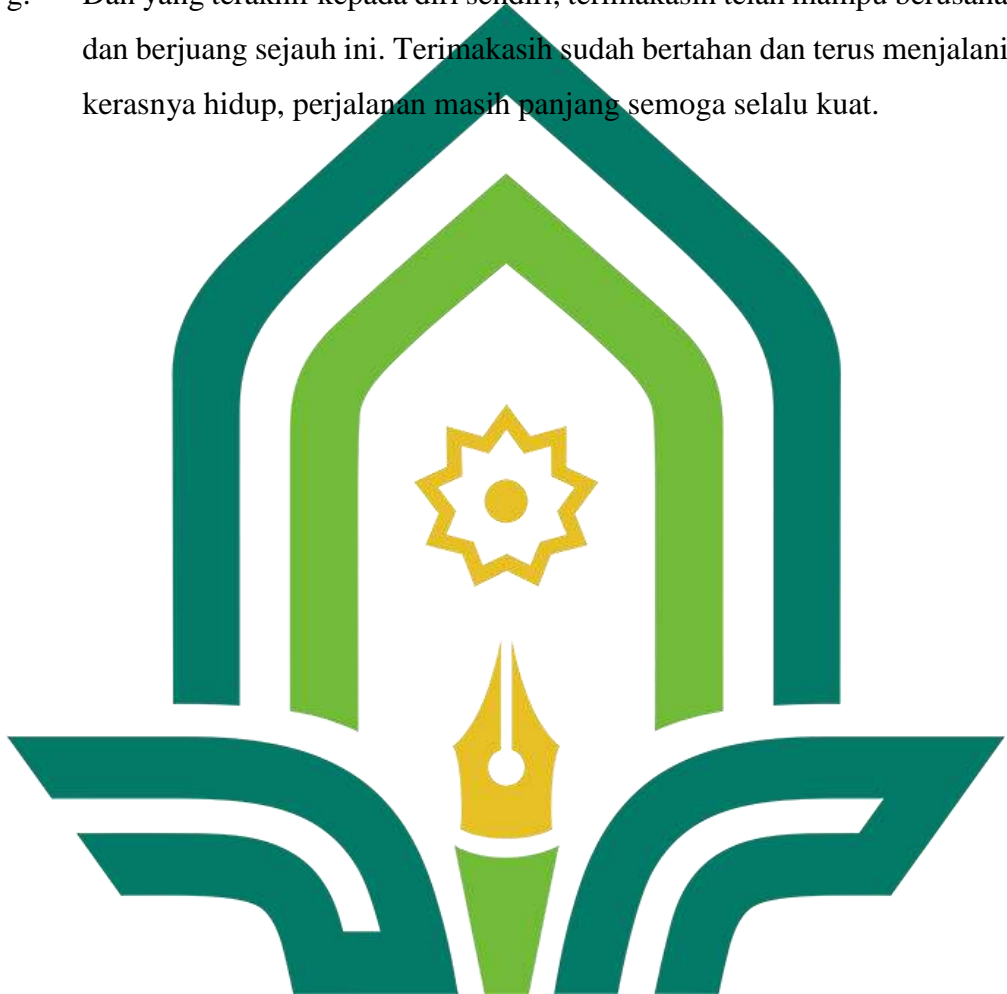 g. Dan yang terakhir kepada diri sendiri, terimakasih telah mampu berusaha
dan berjuang sejauh ini. Terimakasih sudah bertahan dan terus menjalani
kerasnya hidup, perjalanan masih panjang semoga selalu kuat.